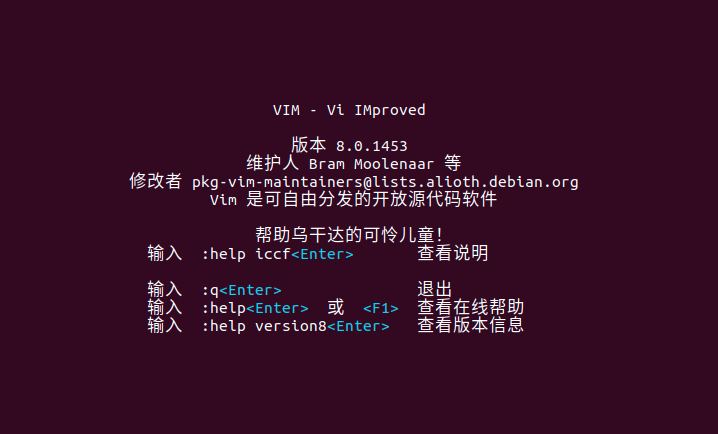 VIM - Vi IMproved
版本 8.0.1453
维护人 Bram Moolenaar 等
修改者 pkg-vim-maintainers@lists.alioth.debian.org
Vim 是可自由分发的开放源代码软件
帮助乌干达的可怜儿童!
输入 :help iccf<Enter> 查看说明
输入 :q<Enter> 退出
输入 :help<Enter> 或 <F1> 查看在线帮助
输入 :help version8<Enter> 查看版本信息